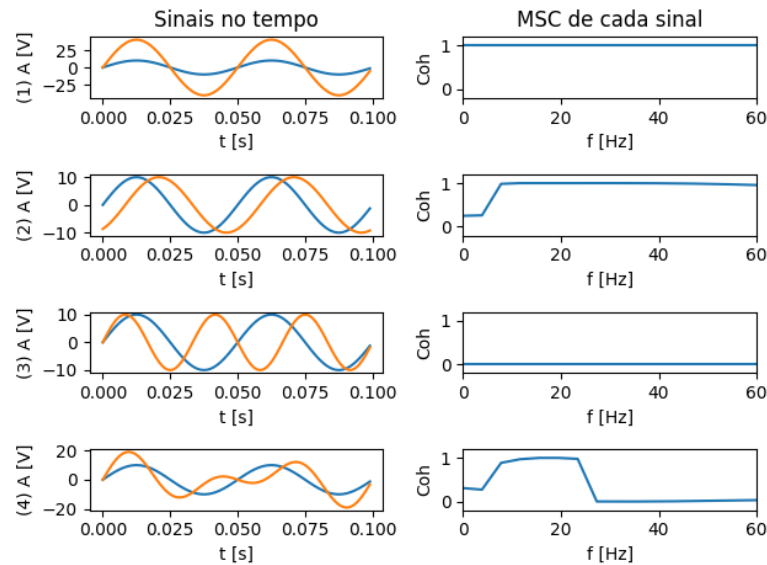 Sinais no tempo
MSC de cada sinal
(1) A [V]
25
0
−25
0.000 0.025 0.050 0.075 0.100
t [s]
Coh
1
0
0 20 40 60
f [Hz]
(2) A [V]
10
0
−10
0.000 0.025 0.050 0.075 0.100
t [s]
Coh
1
0
0 20 40 60
f [Hz]
(3) A [V]
10
0
−10
0.000 0.025 0.050 0.075 0.100
t [s]
Coh
1
0
0 20 40 60
f [Hz]
(4) A [V]
20
0
−20
0.000 0.025 0.050 0.075 0.100
t [s]
Coh
1
0
0 20 40 60
f [Hz]